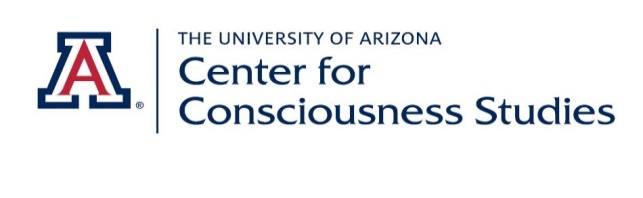 A®
THE UNIVERSITY OF ARIZONA
Center for
Consciousness Studies